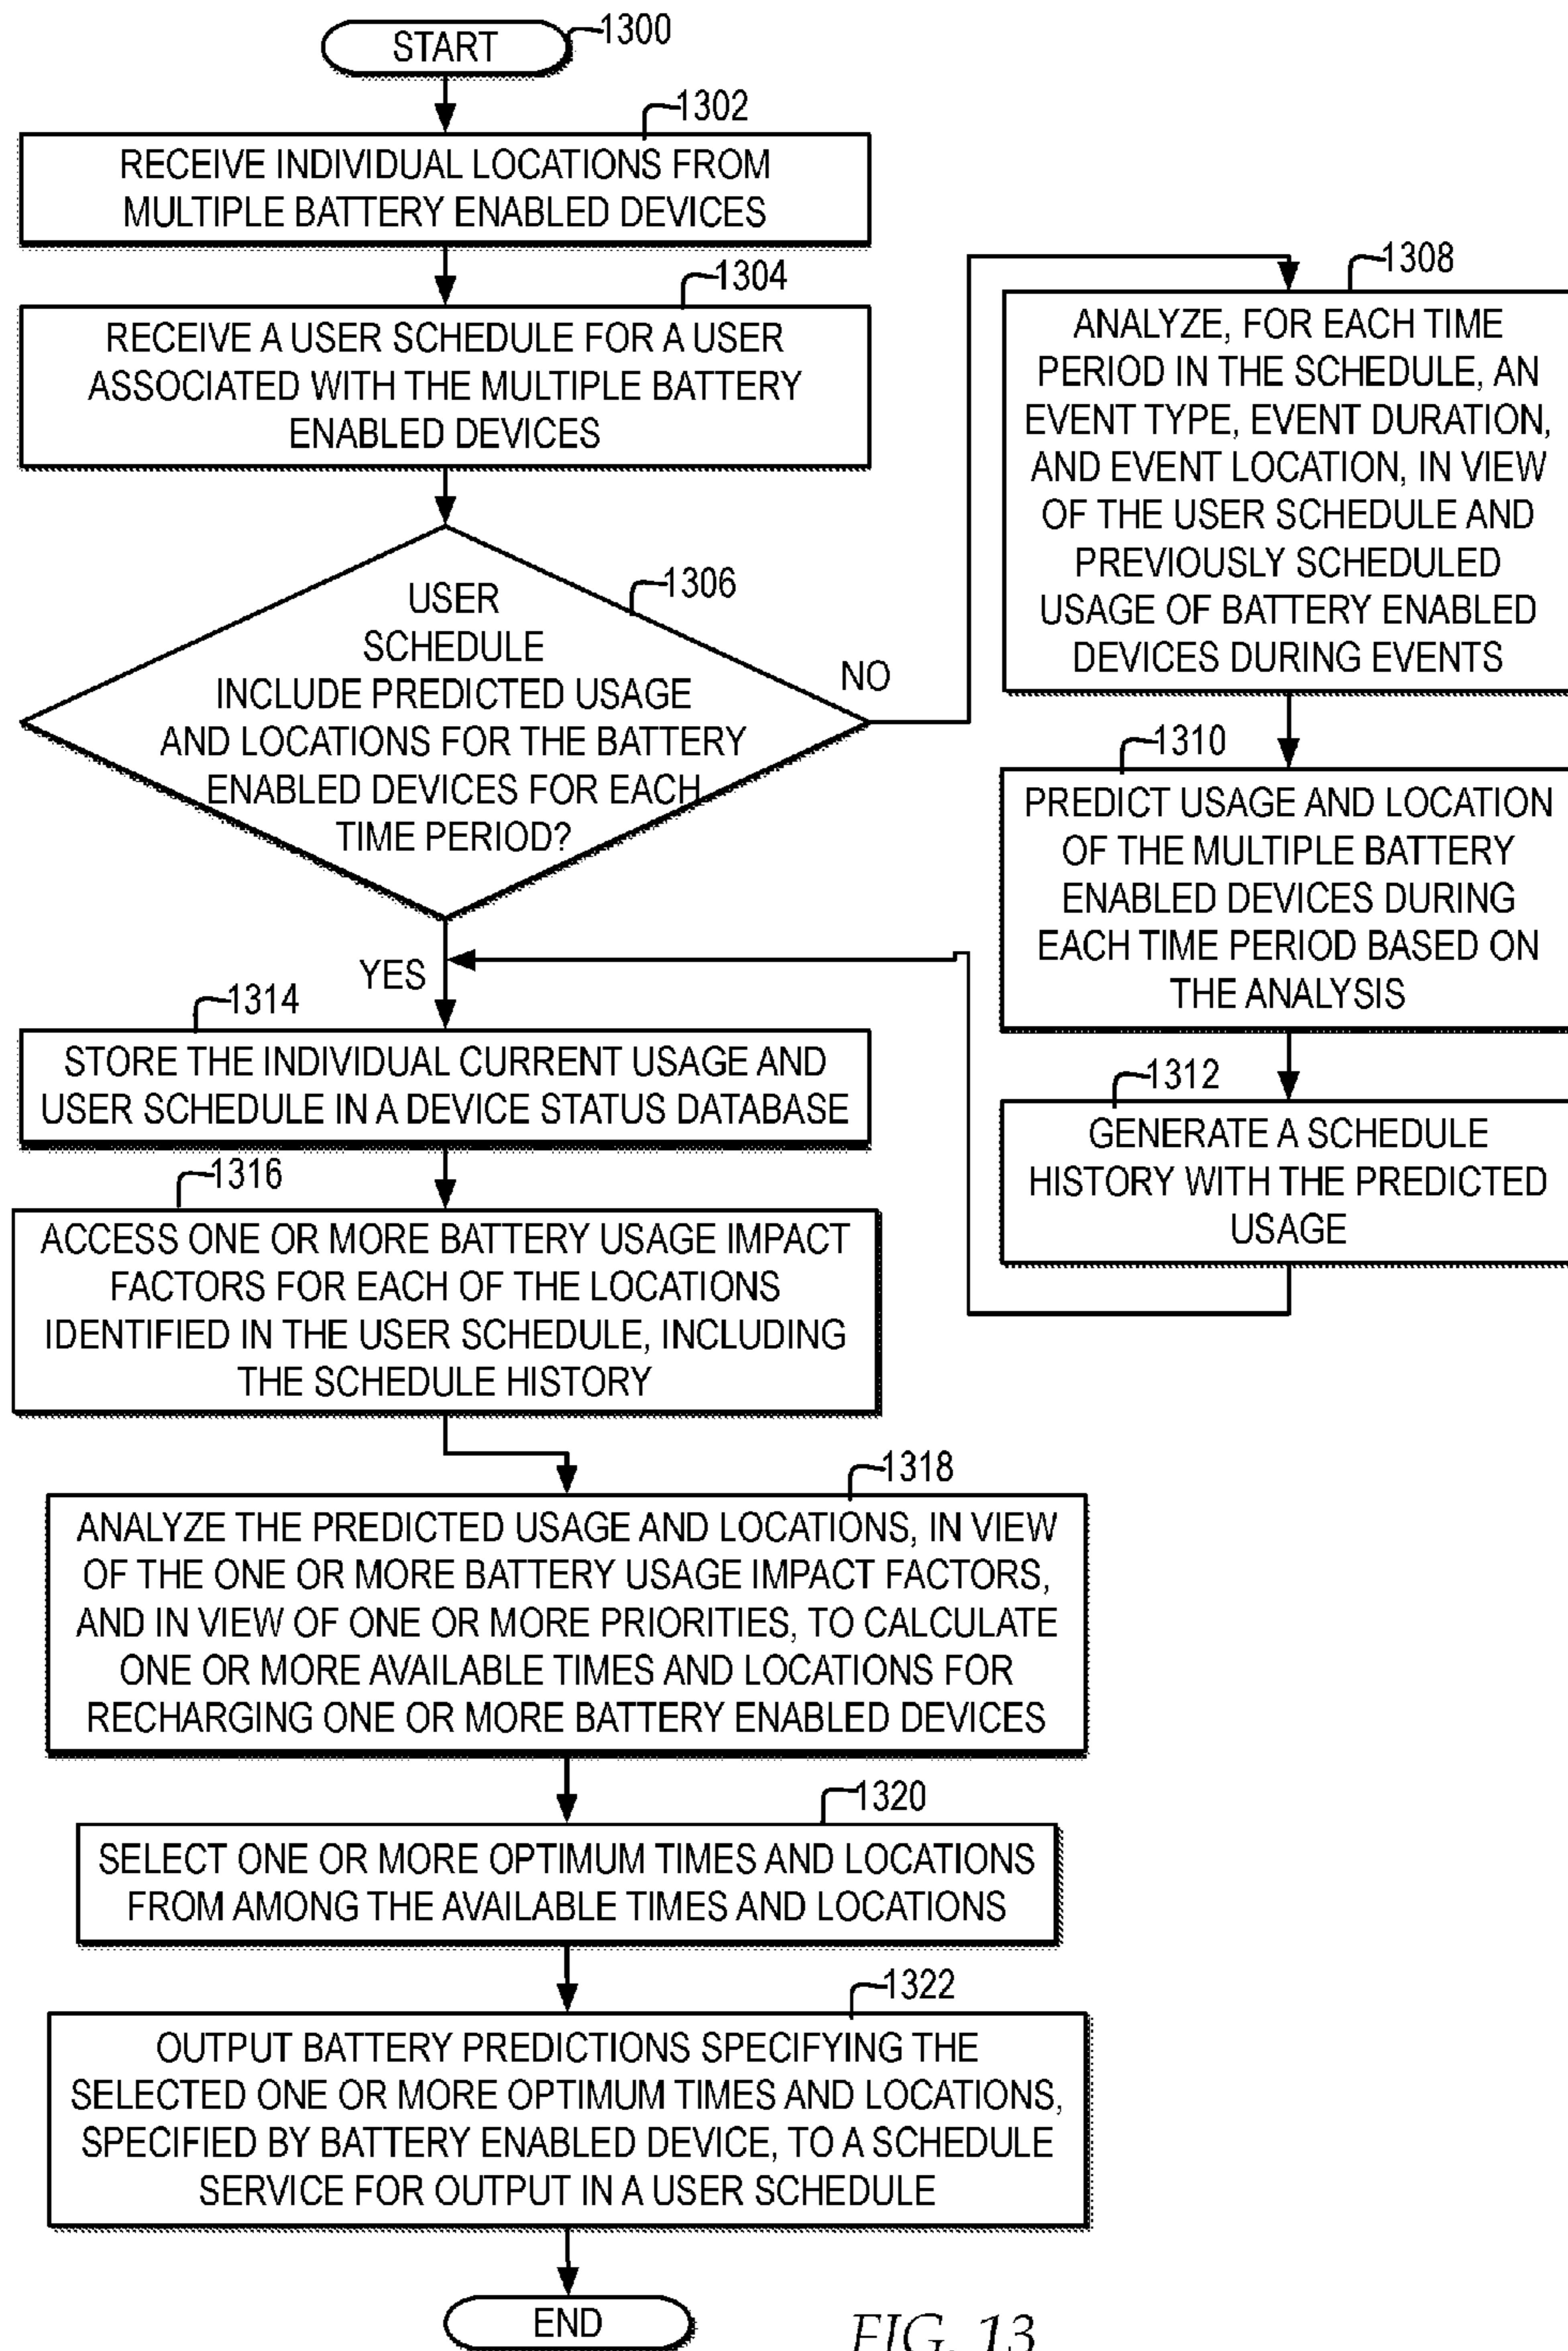 START
1300
1302
RECEIVE INDIVIDUAL LOCATIONS FROM
MULTIPLE BATTERY ENABLED DEVICES
1304
RECEIVE A USER SCHEDULE FOR A USER
ASSOCIATED WITH THE MULTIPLE BATTERY
ENABLED DEVICES
1306
USER
SCHEDULE
INCLUDE PREDICTED USAGE
AND LOCATIONS FOR THE BATTERY
ENABLED DEVICES FOR EACH
TIME PERIOD?
NO
1308
ANALYZE, FOR EACH TIME
PERIOD IN THE SCHEDULE, AN
EVENT TYPE, EVENT DURATION,
AND EVENT LOCATION, IN VIEW
OF THE USER SCHEDULE AND
PREVIOUSLY SCHEDULED
USAGE OF BATTERY ENABLED
DEVICES DURING EVENTS
1310
PREDICT USAGE AND LOCATION
OF THE MULTIPLE BATTERY
ENABLED DEVICES DURING
EACH TIME PERIOD BASED ON
THE ANALYSIS
1312
GENERATE A SCHEDULE
HISTORY WITH THE PREDICTED
USAGE
YES
1314
STORE THE INDIVIDUAL CURRENT USAGE AND
USER SCHEDULE IN A DEVICE STATUS DATABASE
1316
ACCESS ONE OR MORE BATTERY USAGE IMPACT
FACTORS FOR EACH OF THE LOCATIONS
IDENTIFIED IN THE USER SCHEDULE, INCLUDING
THE SCHEDULE HISTORY
1318
ANALYZE THE PREDICTED USAGE AND LOCATIONS, IN VIEW
OF THE ONE OR MORE BATTERY USAGE IMPACT FACTORS,
AND IN VIEW OF ONE OR MORE PRIORITIES, TO CALCULATE
ONE OR MORE AVAILABLE TIMES AND LOCATIONS FOR
RECHARGING ONE OR MORE BATTERY ENABLED DEVICES
1320
SELECT ONE OR MORE OPTIMUM TIMES AND LOCATIONS
FROM AMONG THE AVAILABLE TIMES AND LOCATIONS
1322
OUTPUT BATTERY PREDICTIONS SPECIFYING THE
SELECTED ONE OR MORE OPTIMUM TIMES AND LOCATIONS,
SPECIFIED BY BATTERY ENABLED DEVICE, TO A SCHEDULE
SERVICE FOR OUTPUT IN A USER SCHEDULE
END
FIG. 13